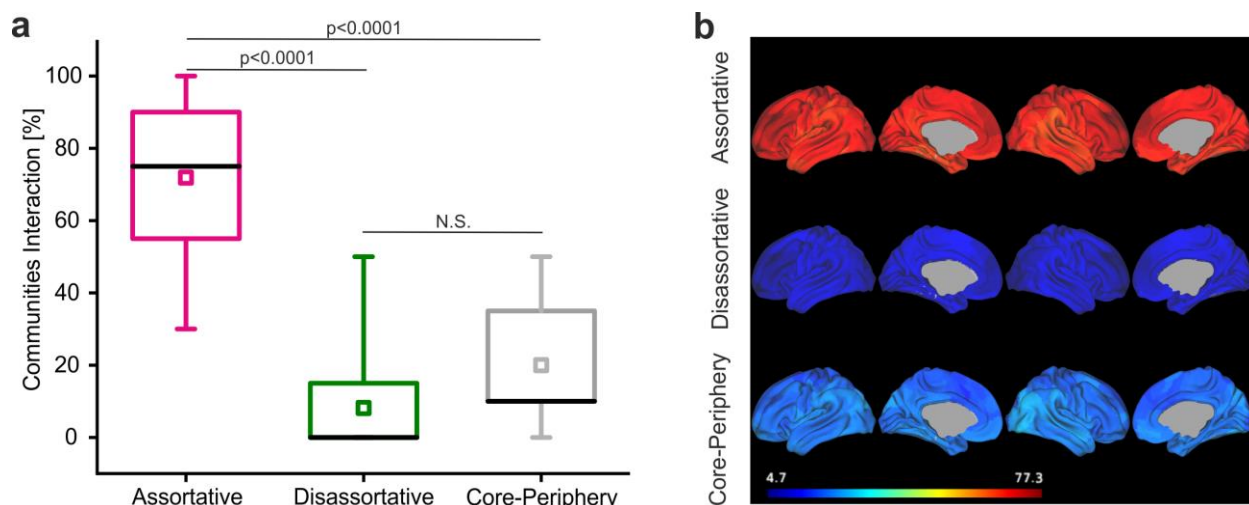 a
p<0.0001
p<0.0001
N.S.
Communities Interaction [%]
100
80
60
40
20
0
Assortative
Disassortative
Core-Periphery
b
Assortative
Disassortative
Core-Periphery
4.7
77.3